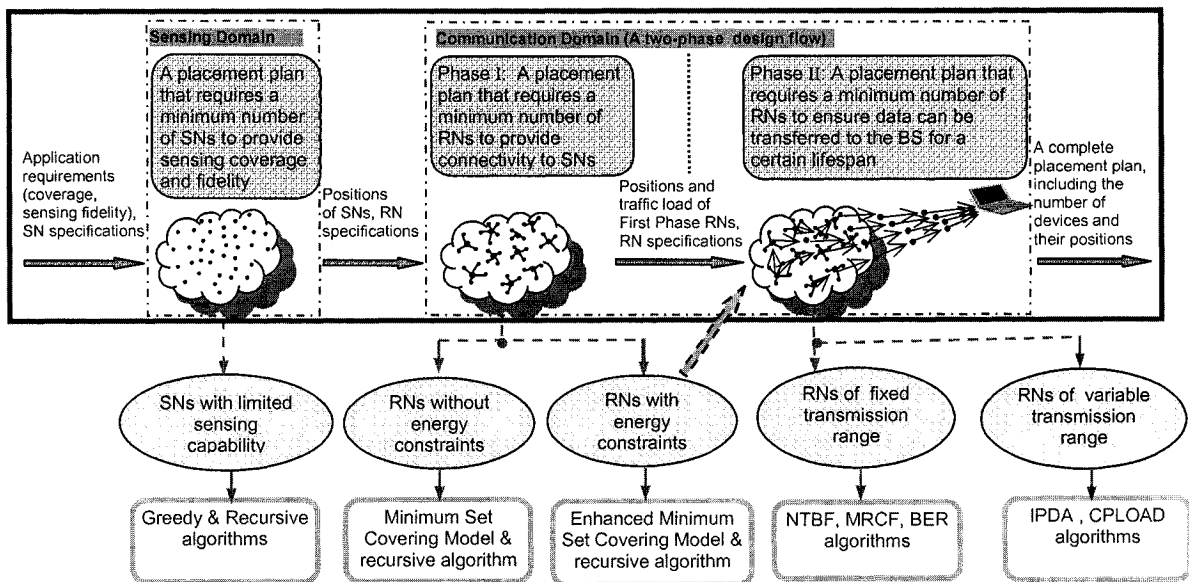 Sensing Domain
Communication Domain (A two-phase design flow)
A placement plan
that requires a
minimum number
of SNs to provide
sensing coverage
and fidelity
Phase I: A placement
plan that requires a
minimum number of
RNs to provide
connectivity to SNs
Phase II: A placement plan that
requires a minimum number of
RNs to ensure data can be
transferred to the BS for a
certain lifespan
Application
requirements
(coverage,
sensing fidelity),
SN specifications
Positions
of SNs, RN
specifications
Positions and
traffic load of
First Phase RNs,
RN specifications
A complete
placement plan,
including the
number of
devices and
their positions
SNs with limited
sensing
capability
RNs without
energy
constraints
RNs with
energy
constraints
RNs of fixed
transmission
range
RNs of variable
transmission
range
Greedy & Recursive
algorithms
Minimum Set
Covering Model &
recursive algorithm
Enhanced Minimum
Set Covering Model &
recursive algorithm
NTBF, MRCF, BER
algorithms
IPDA , CPLOAD
algorithms